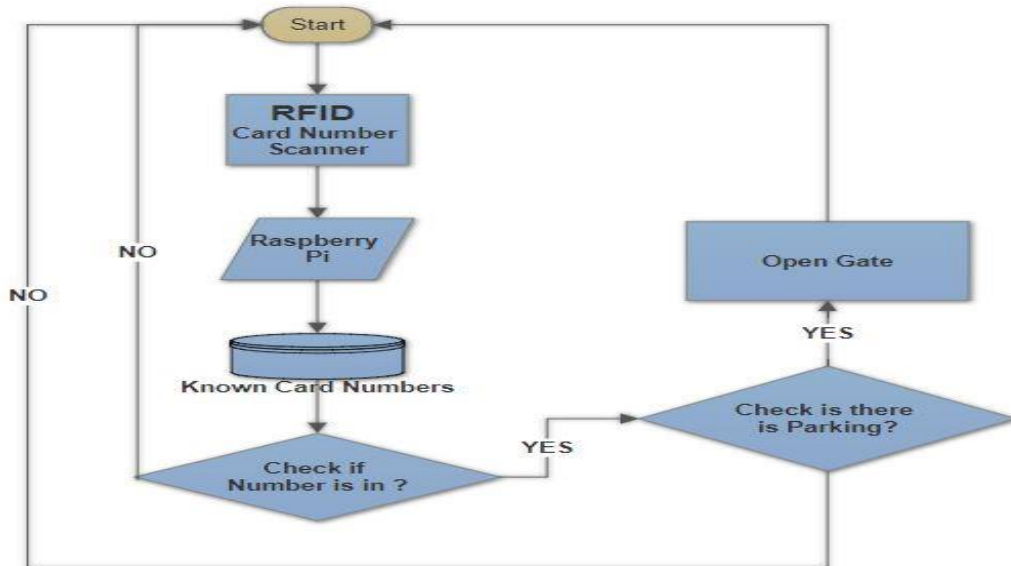 Start
RFID
Card Number
Scanner
Raspberry
Pi
NO
NO
Open Gate
YES
Known Card Numbers
Check is there
is Parking?
YES
Check if
Number is in ?